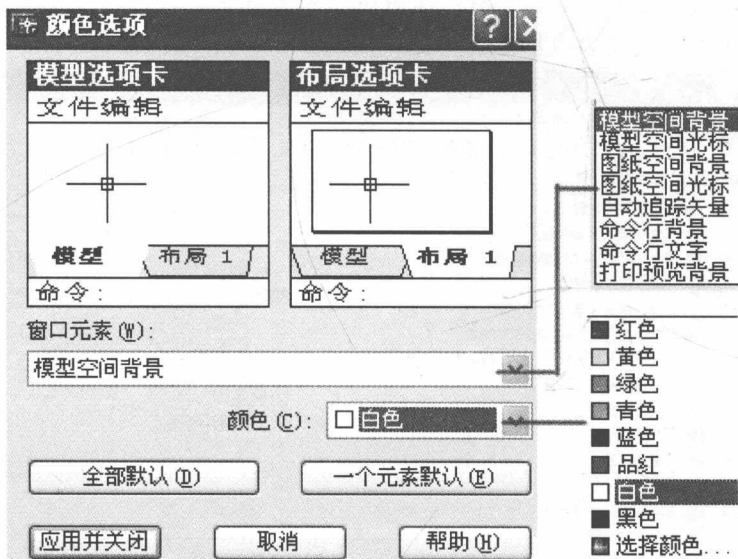 颜色选项
模型选项卡
文件编辑
模型 布局 1
命令:
布局选项卡
文件编辑
模型 布局 1
命令:
窗口元素(W):
模型空间背景
颜色(C): 白色
全部默认(D) 一个元素默认(E)
应用并关闭 取消 帮助(H)
模型空间背景
模型空间光标
图纸空间背景
图纸空间光标
自动追踪矢量
命令行背景
命令行文字
打印预览背景
红色
黄色
绿色
青色
蓝色
品红
白色
黑色
选择颜色...